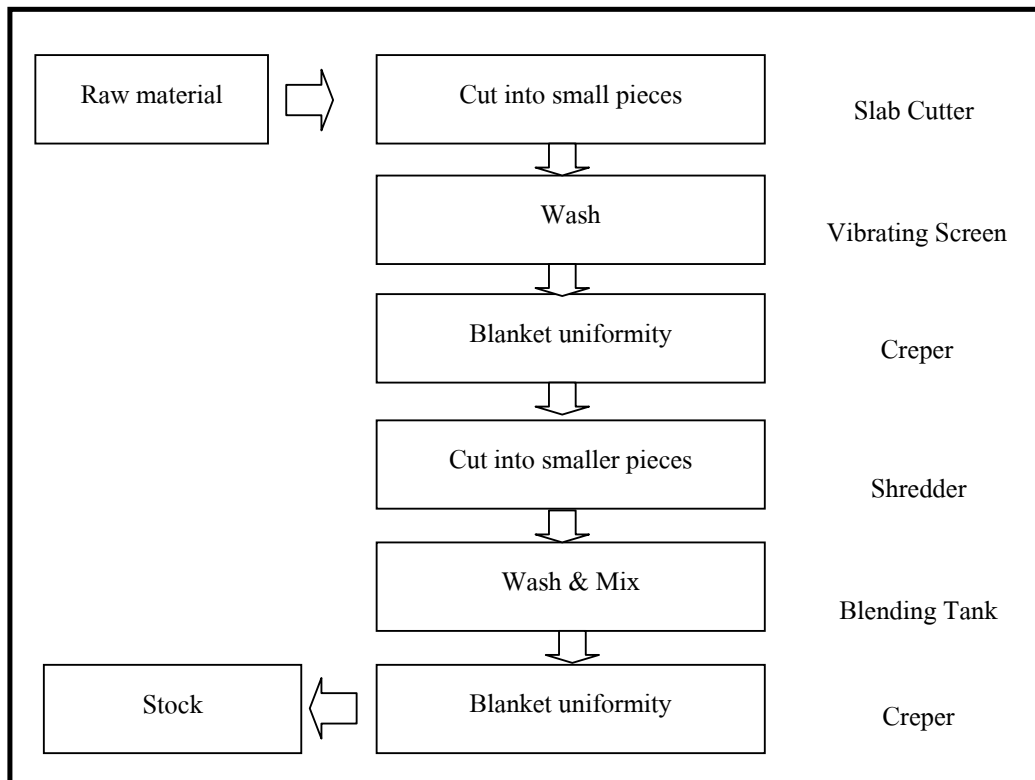 Raw material
Cut into small pieces
Slab Cutter
Wash
Vibrating Screen
Blanket uniformity
Creper
Cut into smaller pieces
Shredder
Wash & Mix
Blending Tank
Stock
Blanket uniformity
Creper